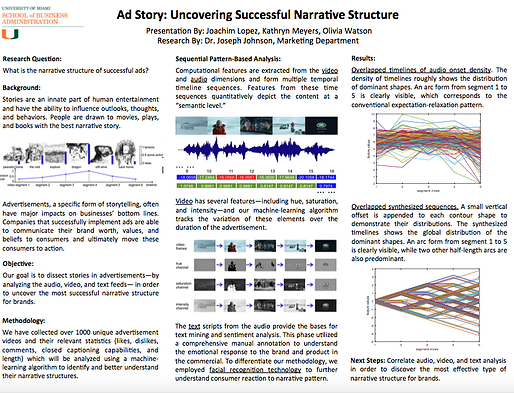 UNIVERSITY OF MIAMI
SCHOOL of BUSINESS
ADMINISTRATION
Ad Story: Uncovering Successful Narrative Structure
Presentation By: Joachim Lopez, Kathryn Meyers, Olivia Watson
Research By: Dr. Joseph Johnson, Marketing Department
Research Question:
What is the narrative structure of successful ads?
Background:
Stories are an innate part of human entertainment
and have the ability to influence outlooks, thoughts,
and behaviors. People are drawn to movies, plays,
and books with the best narrative story.
Advertisements, a specific form of storytelling, often
have major impacts on businesses' bottom lines.
Companies that successfully implement ads are able
to communicate their brand worth, values, and
beliefs to consumers and ultimately move these
consumers to action.
Objective:
Our goal is to dissect stories in advertisements—by
analyzing the audio, video, and text feeds— in order
to uncover the most successful narrative structure
for brands.
Methodology:
We have collected over 1000 unique advertisement
videos and their relevant statistics (likes, dislikes,
comments, closed captioning capabilities, and
length) which will be analyzed using a machine-
learning algorithm to identify and better understand
their narrative structures.
Sequential Pattern-Based Analysis:
Computational features are extracted from the video
and audio dimensions and form multiple temporal
timeline sequences. Features from these time
sequences quantitatively depict the content at a
"semantic level."
9 10 11 12 13 14 15 16
Video has several features—including hue, saturation,
and intensity—and our machine-learning algorithm
tracks the variation of these elements over the
duration of the advertisement.
video
frames
hue
channel
saturation
channel
intensity
channel
The text scripts from the audio provide the bases for
text mining and sentiment analysis. This phase utilized
a comprehensive manual annotation to understand
the emotional response to the brand and product in
the commercial. To differentiate our methodology, we
employed facial recognition technology to further
understand consumer reaction to narrative pattern.
Results:
Overlapped timelines of audio onset density. The
density of timelines roughly shows the distribution
of dominant shapes. An arc form from segment 1 to
5 is clearly visible, which corresponds to the
conventional expectation-relaxation pattern.
segment index
Overlapped synthesized sequences. A small vertical
offset is appended to each contour shape to
demonstrate their distributions. The synthesized
timelines shows the global distribution of the
dominant shapes. An arc form from segment 1 to 5
is clearly visible, while two other half-length arcs are
also predominant.
segment index
Next Steps: Correlate audio, video, and text analysis
in order to discover the most effective type of
narrative structure for brands.